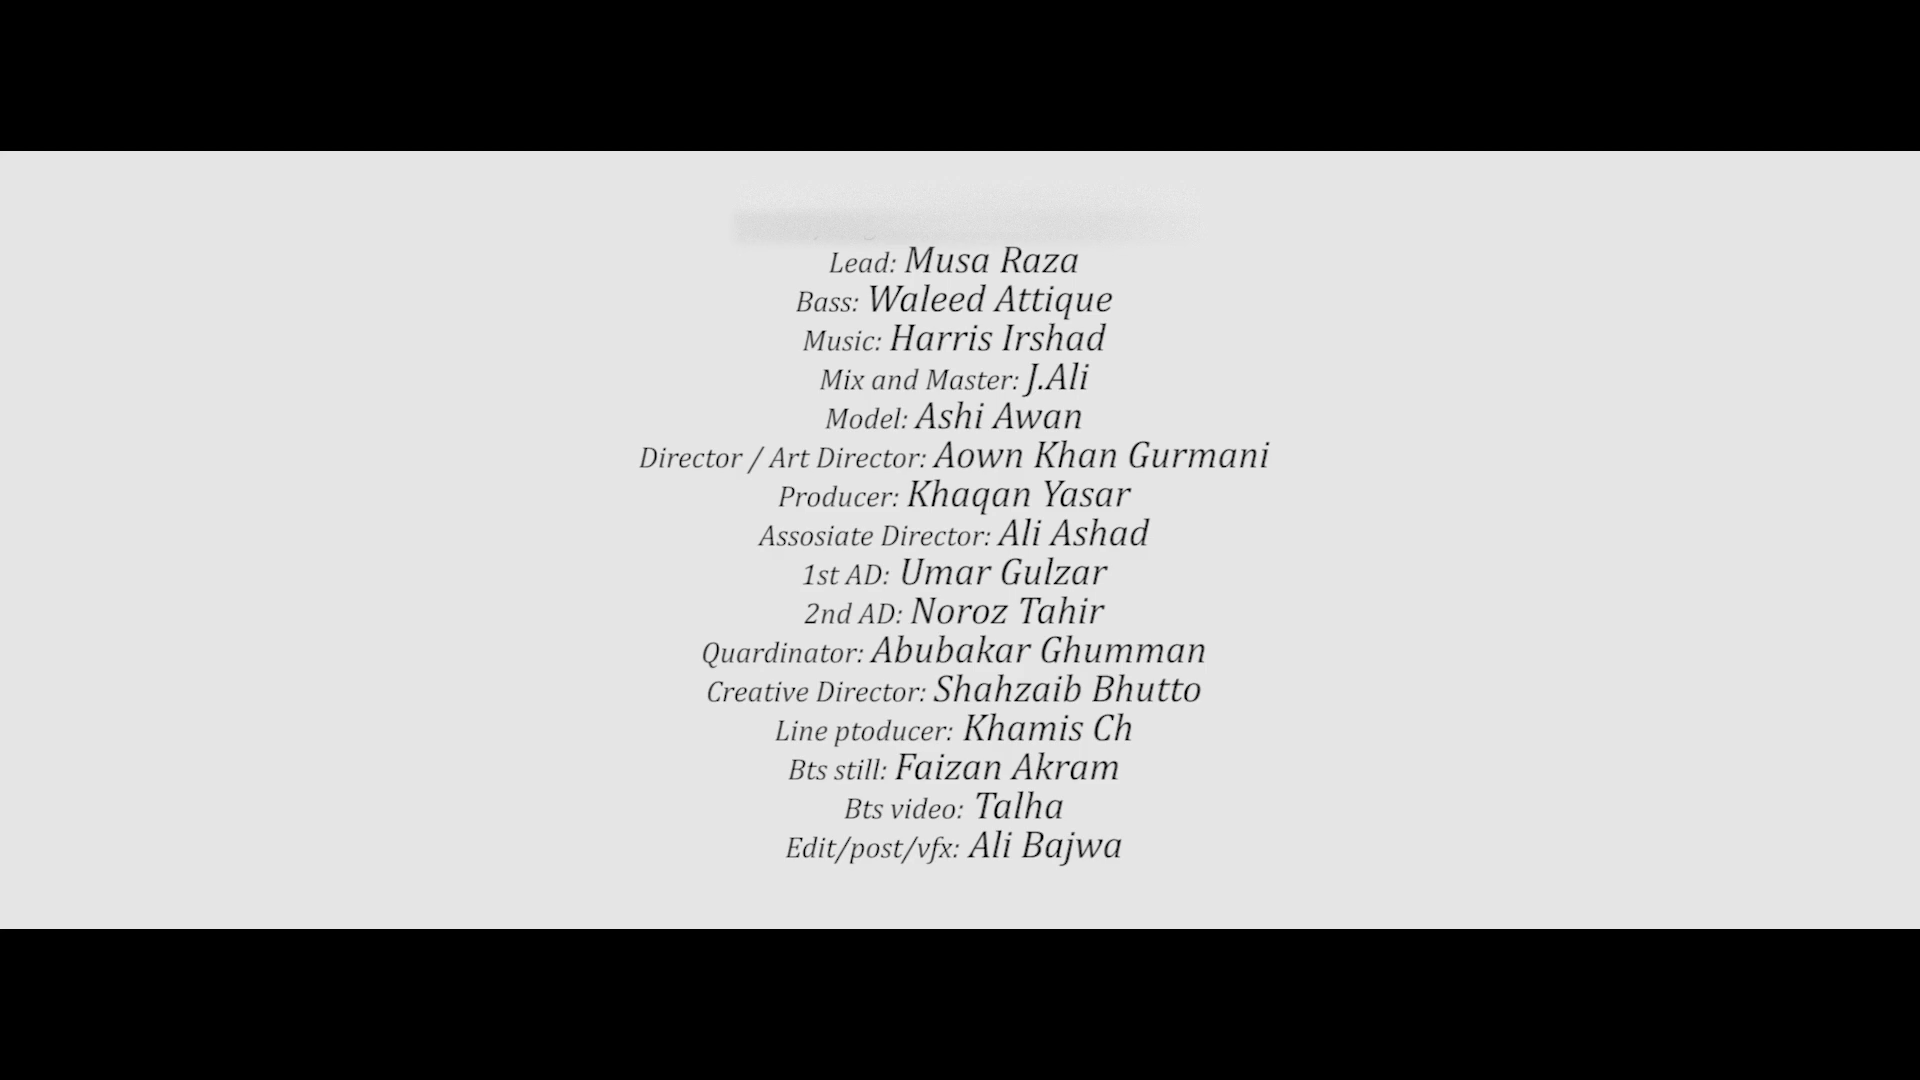 Lead: Musa Raza
Bass: Waleed Attique
Music: Harris Irshad
Mix and Master: J.Ali
Model: Ashi Awan
Director / Art Director: Aown Khan Gurmani
Producer: Khaqan Yasar
Assosiate Director: Ali Ashad
1st AD: Umar Gulzar
2nd AD: Noroz Tahir
Quardinator: Abubakar Ghumman
Creative Director: Shahzaib Bhutto
Line ptoducer: Khamis Ch
Bts still: Faizan Akram
Bts video: Talha
Edit/post/vfx: Ali Bajwa